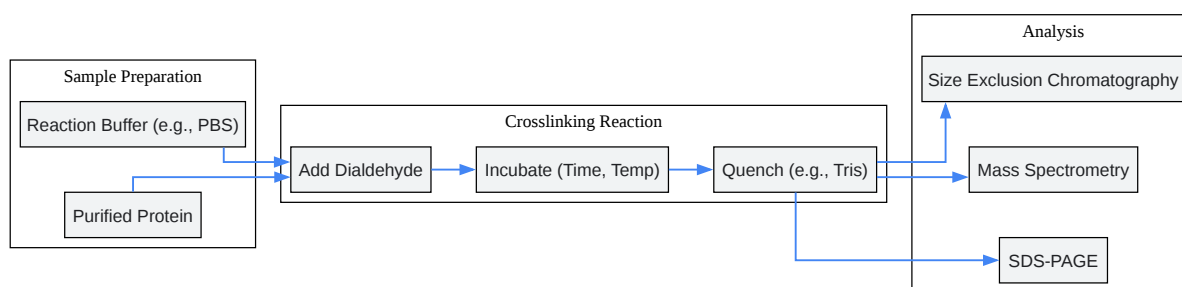 Sample Preparation
Reaction Buffer (e.g., PBS)
Purified Protein
Crosslinking Reaction
Add Dialdehyde
Incubate (Time, Temp)
Quench (e.g., Tris)
Analysis
Size Exclusion Chromatography
Mass Spectrometry
SDS-PAGE